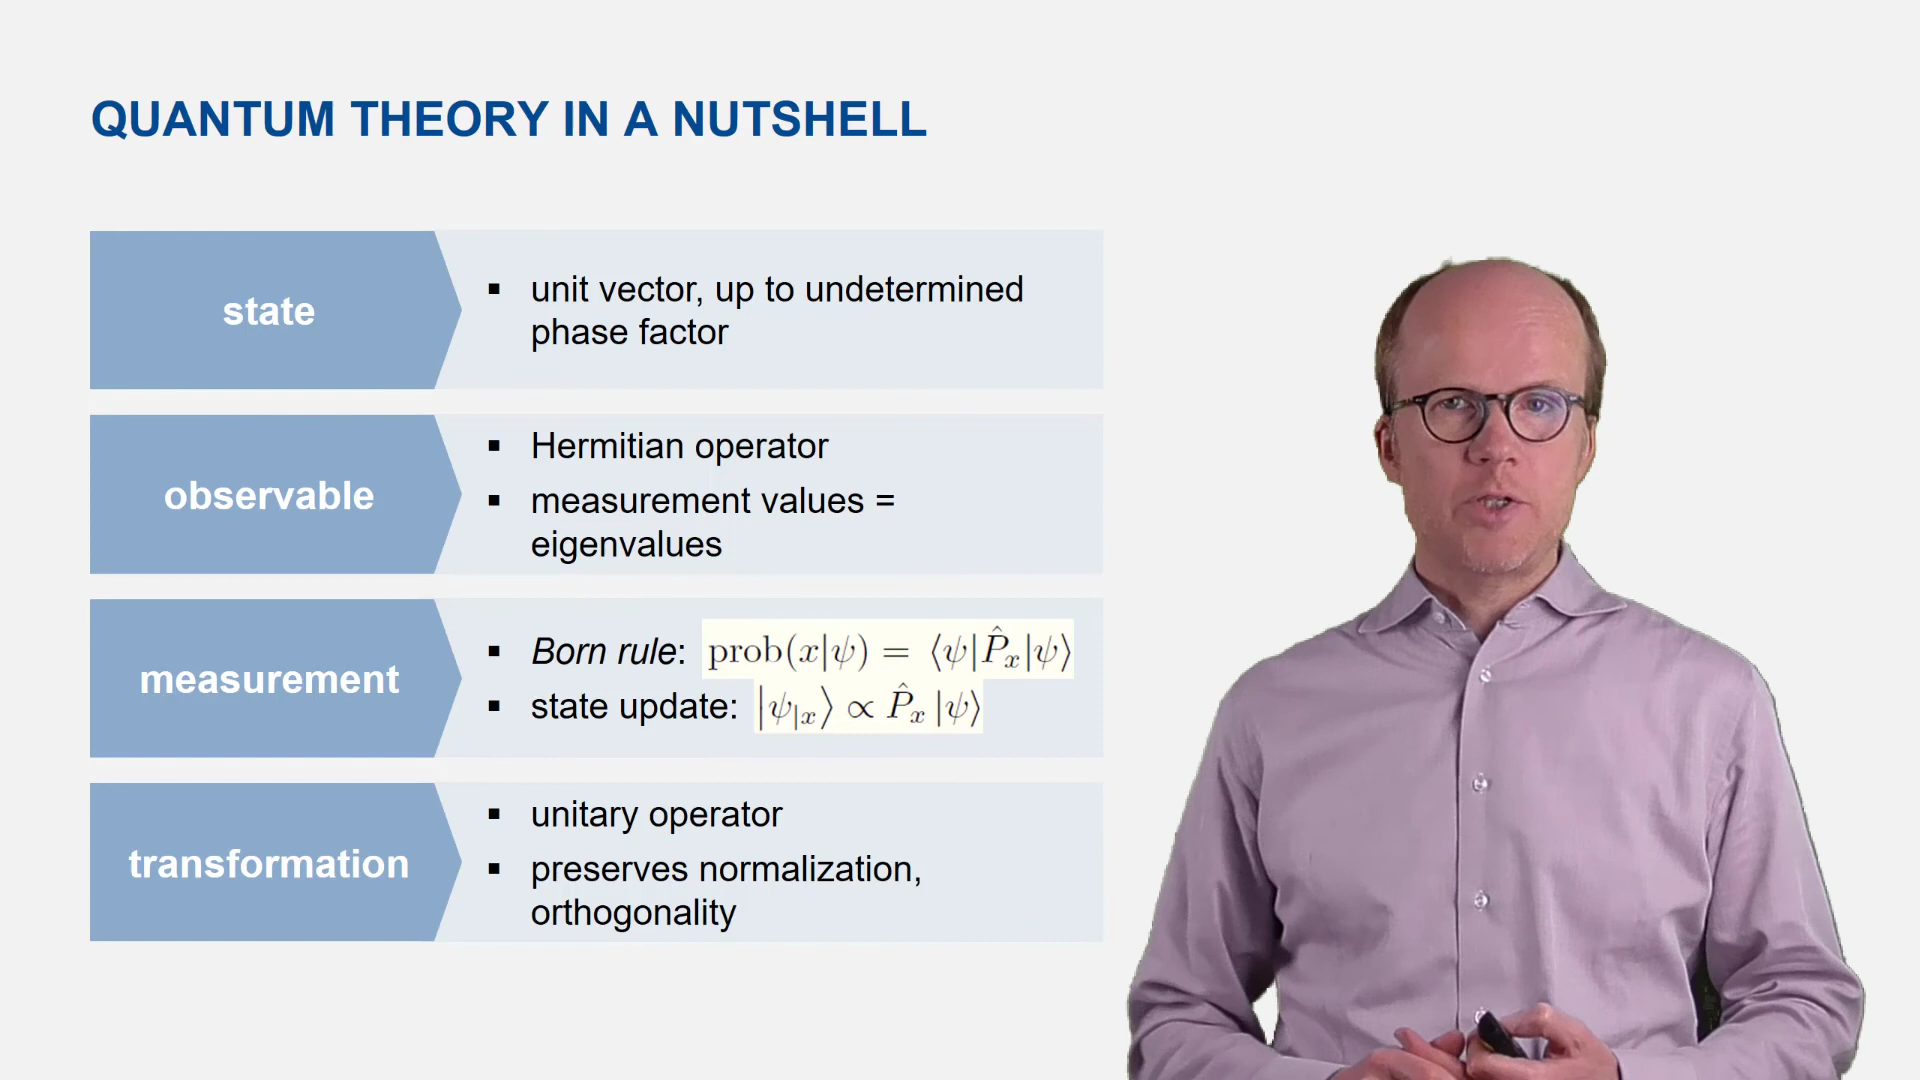 QUANTUM THEORY IN A NUTSHELL
state
▪ unit vector, up to undetermined
phase factor
observable
▪ Hermitian operator
▪ measurement values =
eigenvalues
measurement
▪ Born rule: prob(x|ψ) = ⟨ψ|P̂ₓ|ψ⟩
▪ state update: |ψ|ₓ⟩ ∝ P̂ₓ |ψ⟩
transformation
▪ unitary operator
▪ preserves normalization,
orthogonality